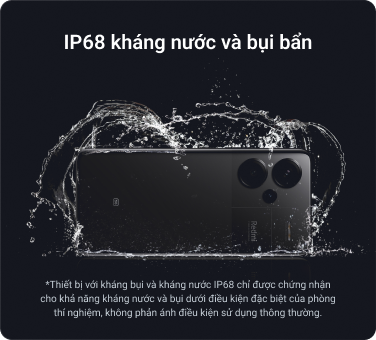 IP68 kháng nước và bụi bẩn
Redmi
*Thiết bị với kháng bụi và kháng nước IP68 chỉ được chứng nhận
cho khả năng kháng nước và bụi dưới điều kiện đặc biệt của phòng
thí nghiệm, không phản ánh điều kiện sử dụng thông thường.